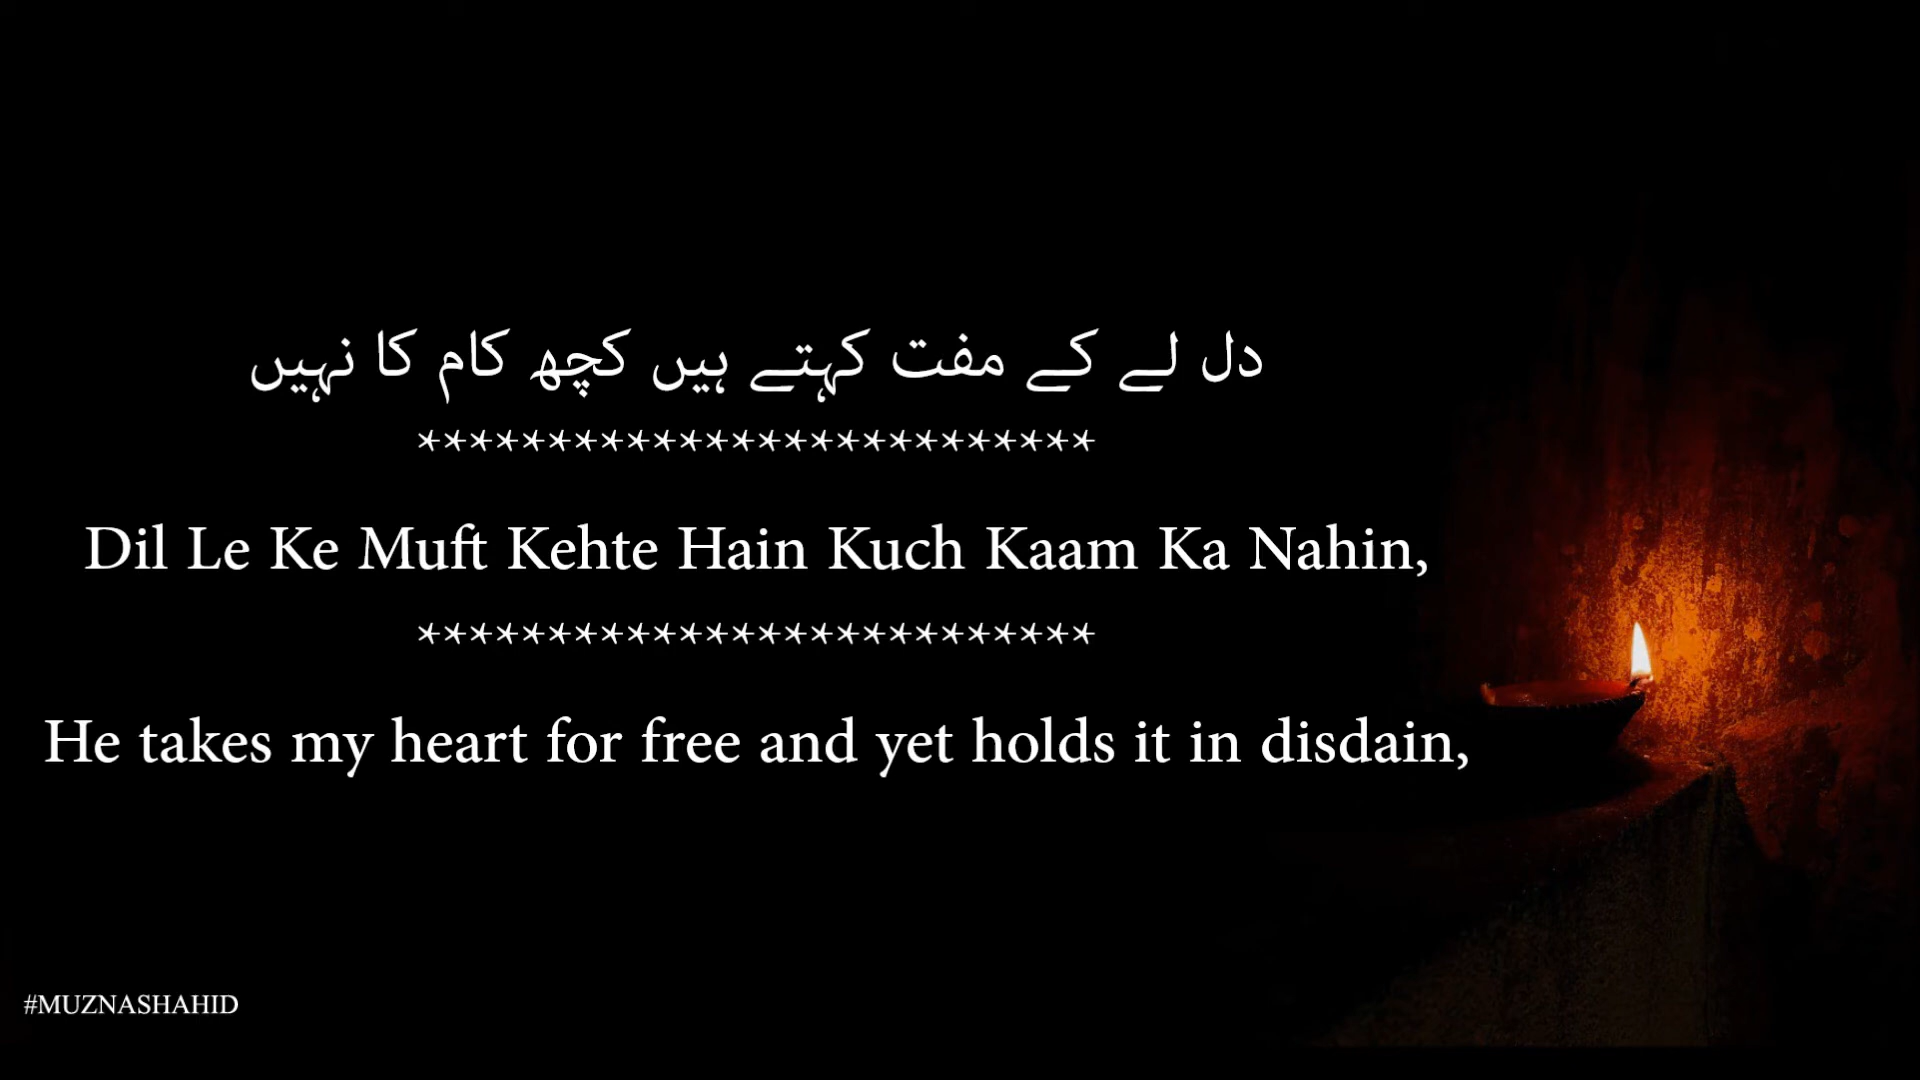 دل لے کے مفت کہتے ہیں کچھ کام کا نہیں
**************************
Dil Le Ke Muft Kehte Hain Kuch Kaam Ka Nahin,
**************************
He takes my heart for free and yet holds it in disdain,
#MUZNASHAHID